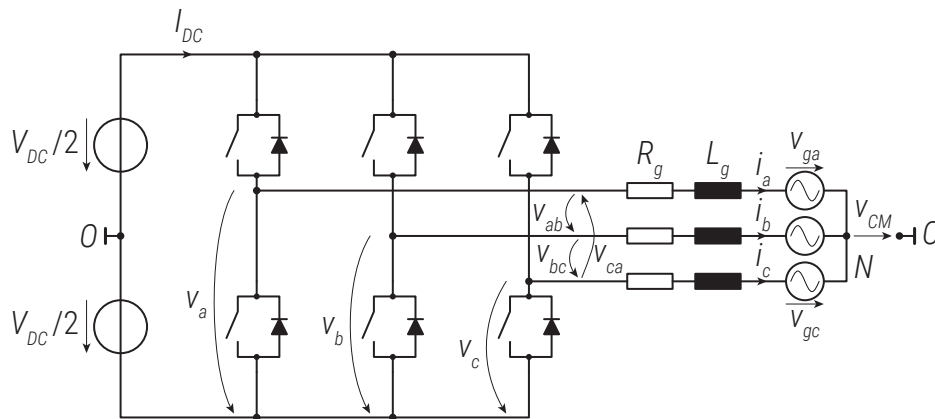 I_DC
V_DC/2
V_DC/2
O
v_a
v_b
v_c
v_ab
v_bc
v_ca
R_g
L_g
i_a
i_b
i_c
v_ga
v_gc
v_CM
N
O